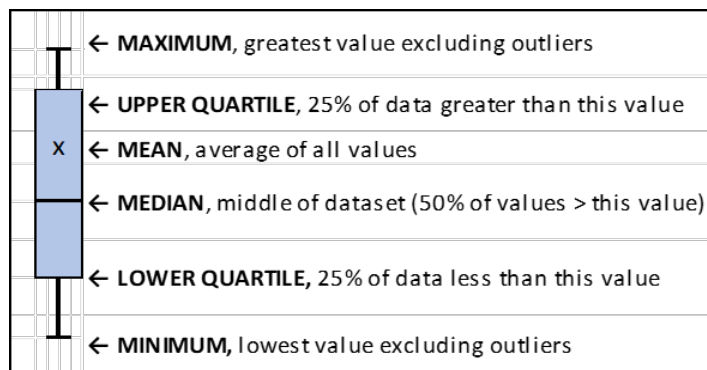 ← MAXIMUM, greatest value excluding outliers
← UPPER QUARTILE, 25% of data greater than this value
X ← MEAN, average of all values
← MEDIAN, middle of dataset (50% of values > this value)
← LOWER QUARTILE, 25% of data less than this value
← MINIMUM, lowest value excluding outliers